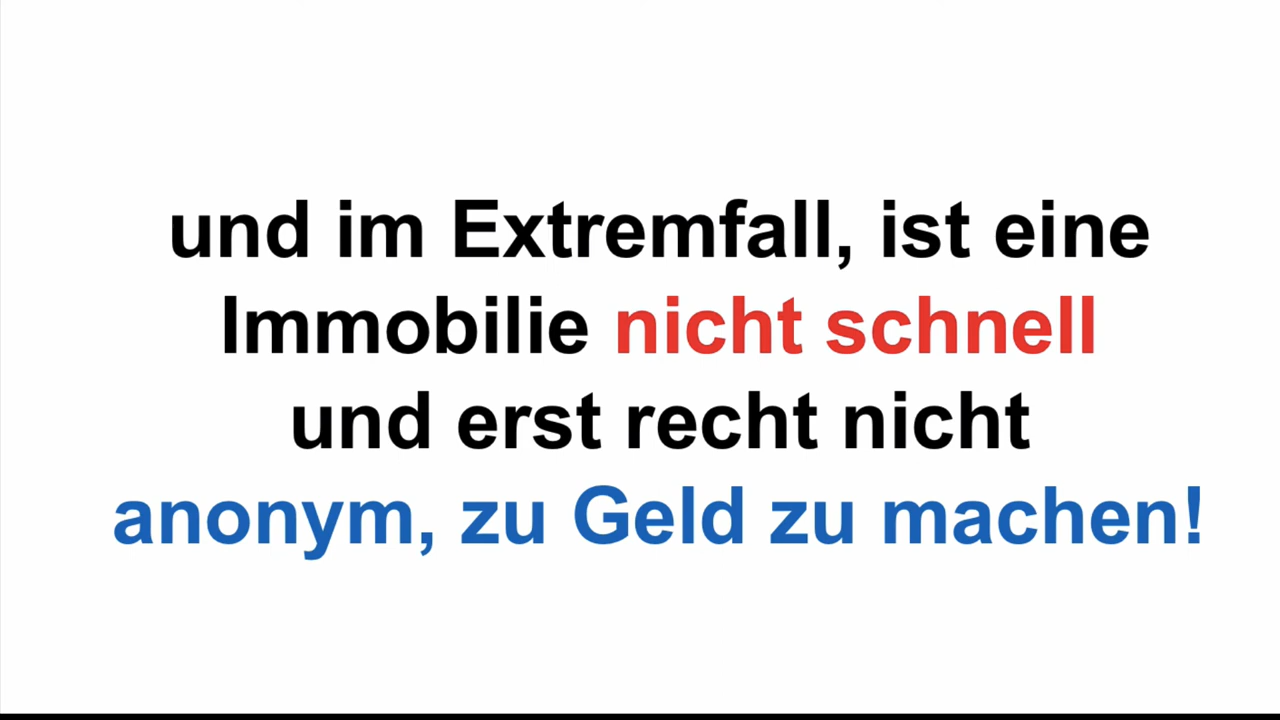 und im Extremfall, ist eine
Immobilie nicht schnell
und erst recht nicht
anonym, zu Geld zu machen!